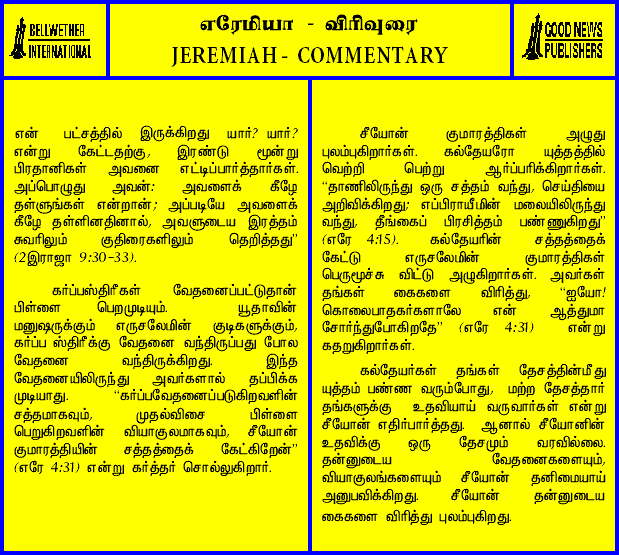 BELLWETHER
INTERNATIONAL
எரேமியா - விரிவுரை
JEREMIAH - COMMENTARY
GOOD NEWS
PUBLISHERS
என் பட்சத்தில் இருக்கிறது யார்? யார்?
என்று கேட்டதற்கு, இரண்டு மூன்று
பிரதானிகள் அவனை எட்டிப்பார்த்தார்கள்.
அப்பொழுது அவன்: அவளைக் கீழே
தள்ளுங்கள் என்றான்; அப்படியே அவளைக்
கீழே தள்ளினதினால், அவளுடைய இரத்தம்
சுவரிலும் குதிரைகளிலும் தெறித்தது”
(2இராஜா 9:30-33).
கர்ப்பஸ்திரீகள் வேதனைப்பட்டுதான்
பிள்ளை பெறமுடியும். யூதாவின்
மனுஷருக்கும் எருசலேமின் குடிகளுக்கும்,
கர்ப்ப ஸ்திரீக்கு வேதனை வந்திருப்பது போல
வேதனை வந்திருக்கிறது. இந்த
வேதனையிலிருந்து அவர்களால் தப்பிக்க
முடியாது. “கர்ப்பவேதனைப்படுகிறவளின்
சத்தமாகவும், முதல்விசை பிள்ளை
பெறுகிறவளின் வியாகுலமாகவும், சீயோன்
குமாரத்தியின் சத்தத்தைக் கேட்கிறேன்”
(எரே 4:31) என்று கர்த்தர் சொல்லுகிறார்.
சீயோன் குமாரத்திகள் அழுது
புலம்புகிறார்கள். கல்தேயரோ யுத்தத்தில்
வெற்றி பெற்று ஆர்ப்பரிக்கிறார்கள்.
“தாணிலிருந்து ஒரு சத்தம் வந்து, செய்தியை
அறிவிக்கிறது; எப்பிராயீமின் மலையிலிருந்து
வந்து, தீங்கைப் பிரசித்தம் பண்ணுகிறது”
(எரே 4:15). கல்தேயரின் சத்தத்தைக்
கேட்டு எருசலேமின் குமாரத்திகள்
பெருமூச்சு விட்டு அழுகிறார்கள். அவர்கள்
தங்கள் கைகளை விரித்து, “ஐயோ!
கொலைபாதகர்களாலே என் ஆத்துமா
சோர்ந்துபோகிறதே” (எரே 4:31) என்று
கதறுகிறார்கள்.
கல்தேயர்கள் தங்கள் தேசத்தின்மீது
யுத்தம் பண்ண வரும்போது, மற்ற தேசத்தார்
தங்களுக்கு உதவியாய் வருவார்கள் என்று
சீயோன் எதிர்பார்த்தது. ஆனால் சீயோனின்
உதவிக்கு ஒரு தேசமும் வரவில்லை.
தன்னுடைய வேதனைகளையும்,
வியாகுலங்களையும் சீயோன் தனிமையாய்
அனுபவிக்கிறது. சீயோன் தன்னுடைய
கைகளை விரித்து புலம்புகிறது.